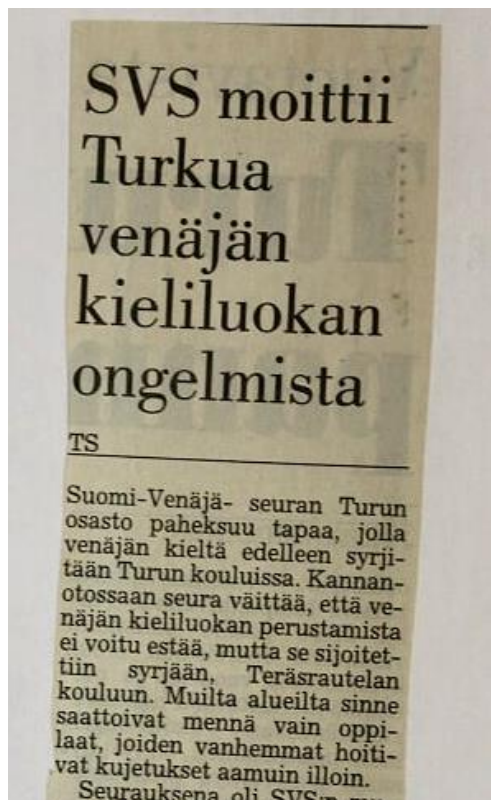 SVS moittii
Turkua
venäjän
kieliluokan
ongelmista
TS
Suomi-Venäjä- seuran Turun
osasto paheksuu tapaa, jolla
venäjän kieltä edelleen syrji-
tään Turun kouluissa. Kannan-
otossaan seura väittää, että ve-
näjän kieliluokan perustamista
ei voitu estää, mutta se sijoitet-
tiin syrjään, Teräsrautelan
kouluun. Muilta alueilta sinne
saattoivat mennä vain oppi-
laat, joiden vanhemmat hoiti-
vat kujetukset aamuin illoin.
Seurauksena oli SVS:n